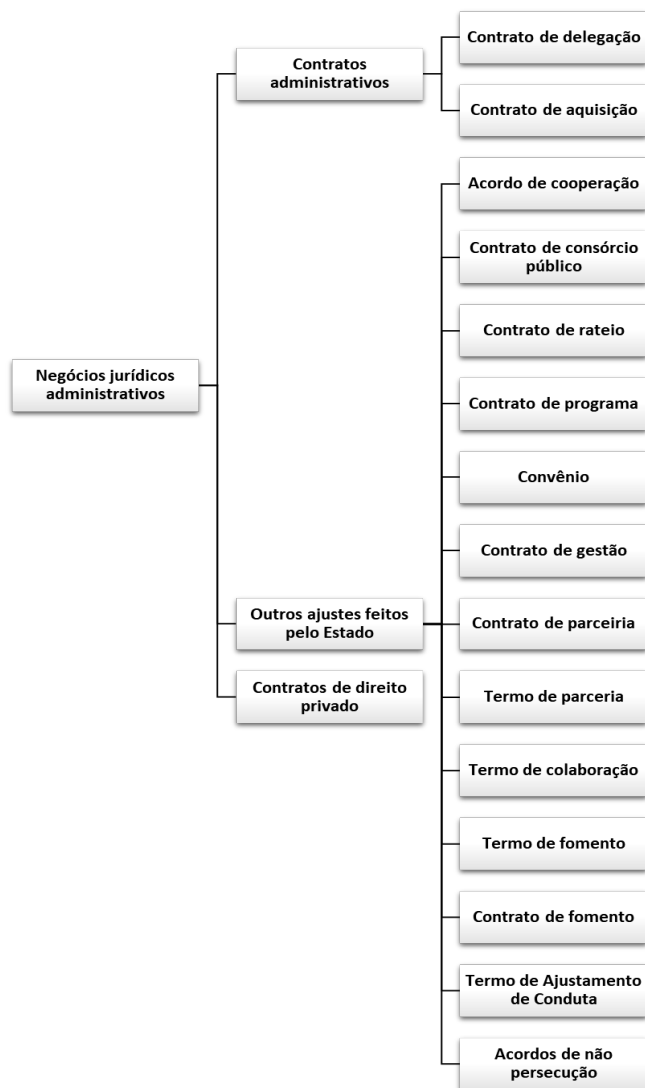 Negócios jurídicos
administrativos
Contratos
administrativos
Contrato de delegação
Contrato de aquisição
Outros ajustes feitos
pelo Estado
Acordo de cooperação
Contrato de consórcio
público
Contrato de rateio
Contrato de programa
Convênio
Contrato de gestão
Contrato de parceiria
Termo de parceria
Termo de colaboração
Termo de fomento
Contrato de fomento
Termo de Ajustamento
de Conduta
Acordos de não
persecução
Contratos de direito
privado